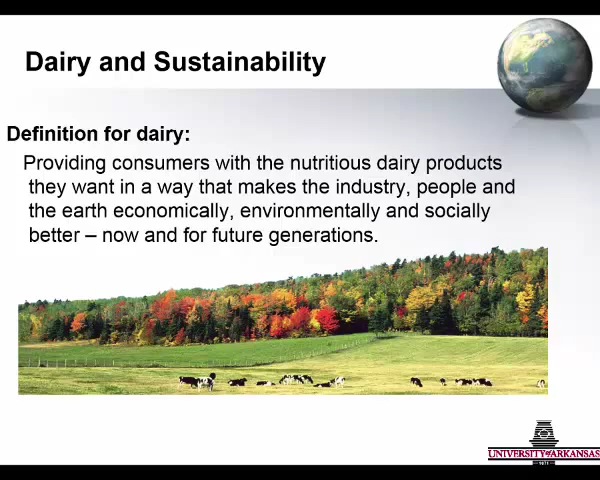 Dairy and Sustainability
Definition for dairy:
Providing consumers with the nutritious dairy products
they want in a way that makes the industry, people and
the earth economically, environmentally and socially
better – now and for future generations.
UNIVERSITY of ARKANSAS